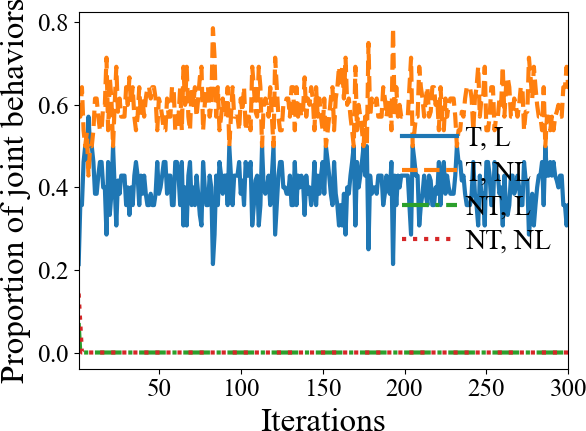 Proportion of joint behaviors
0.8
0.6
0.4
0.2
0.0
T, L
T, NL
NT, L
NT, NL
50
100
150
200
250
300
Iterations